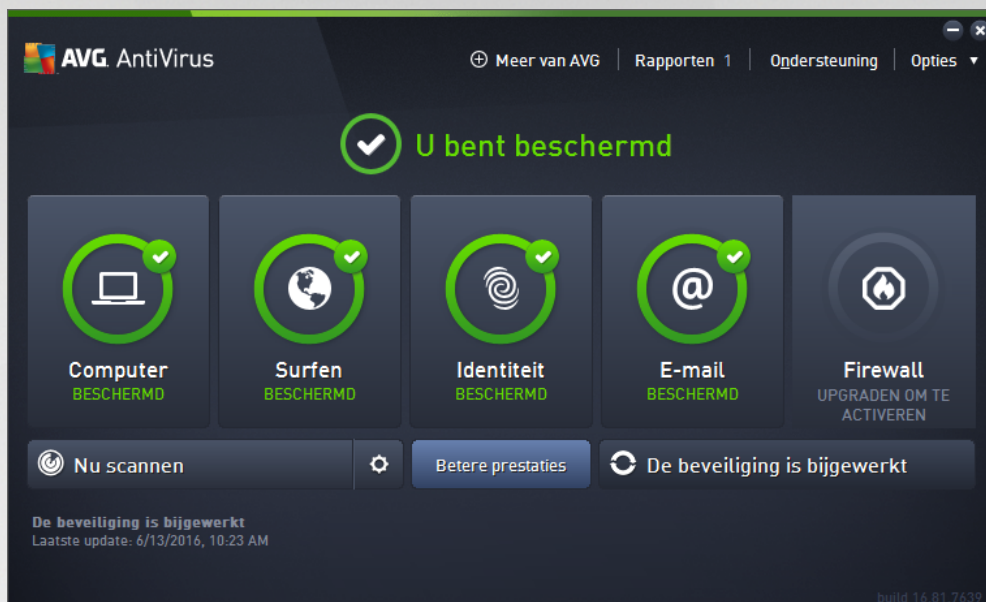 AVG. AntiVirus
Meer van AVG
Rapporten 1
Ondersteuning
Opties
U bent beschermd
Computer
BESCHERMD
Surfen
BESCHERMD
Identiteit
BESCHERMD
@
E-mail
BESCHERMD
Firewall
UPGRADEN OM TE
ACTIVEREN
Nu scannen
Betere prestaties
De beveiliging is bijgewerkt
De beveiliging is bijgewerkt
Laatste update: 6/13/2016, 10:23 AM
build 16.81.7639